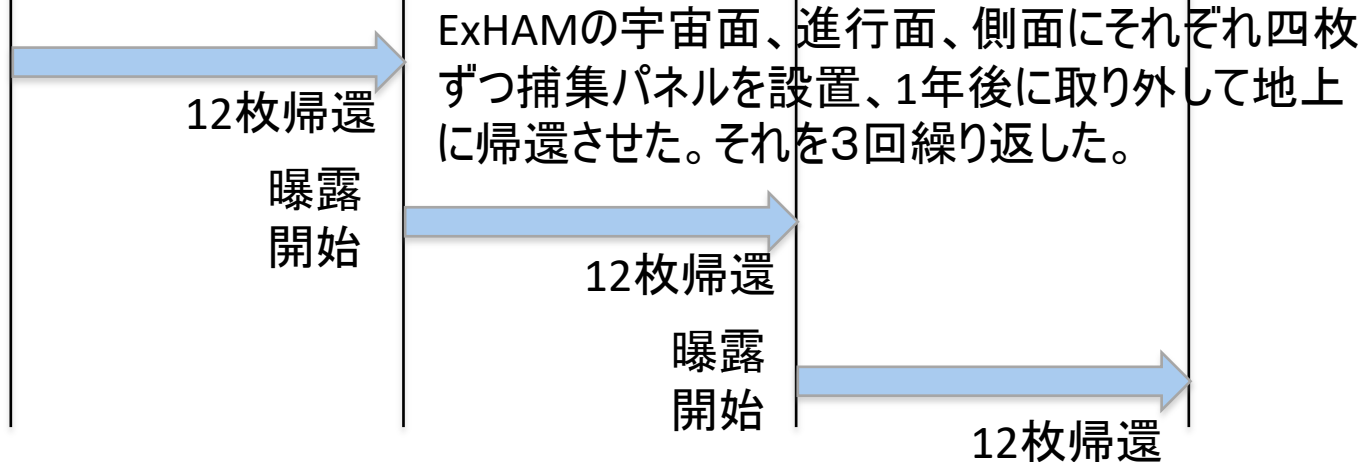 ExHAMの宇宙面、進行面、側面にそれぞれ四枚
ずつ捕集パネルを設置、1年後に取り外して地上
に帰還させた。それを３回繰り返した。
12枚帰還
曝露
開始
12枚帰還
曝露
開始
12枚帰還